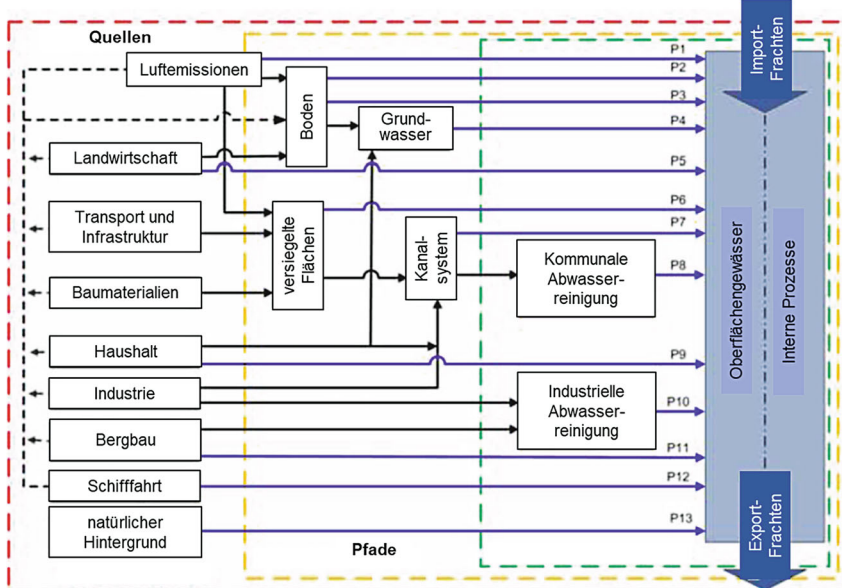 Quellen
Import-
Frachten
Luftemissionen
P1
P2
Boden
P3
Grund-
wasser
P4
Landwirtschaft
P5
Transport und
Infrastruktur
versiegelte
Flächen
P6
P7
Kanal-
system
Kommunale
Abwasser-
reinigung
P8
Baumaterialien
Oberflächengewässer
Interne Prozesse
Haushalt
P9
Industrie
Industrielle
Abwasser-
reinigung
P10
Bergbau
P11
Schifffahrt
P12
natürlicher
Hintergrund
P13
Pfade
Export-
Frachten